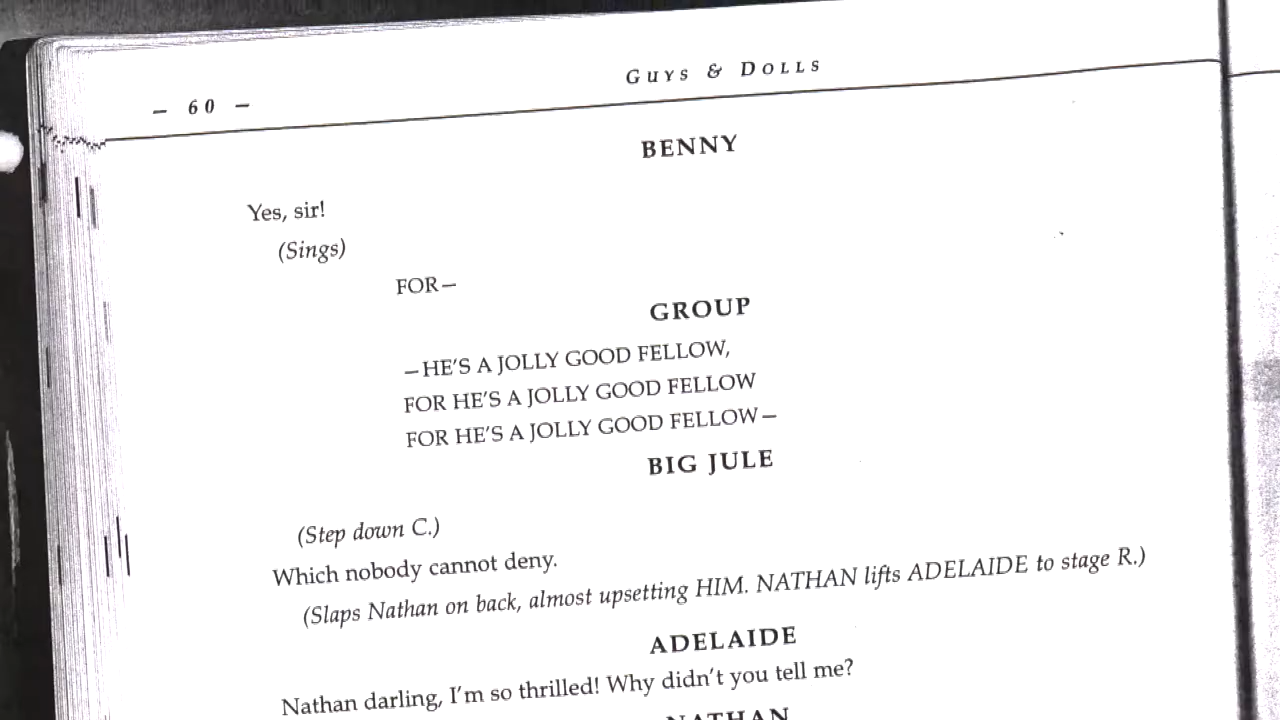 – 60 –
GUYS & DOLLS
BENNY
Yes, sir!
(Sings)
FOR—
GROUP
—HE'S A JOLLY GOOD FELLOW,
FOR HE'S A JOLLY GOOD FELLOW
FOR HE'S A JOLLY GOOD FELLOW—
BIG JULE
(Step down C.)
Which nobody cannot deny.
(Slaps Nathan on back, almost upsetting HIM. NATHAN lifts ADELAIDE to stage R.)
ADELAIDE
Nathan darling, I'm so thrilled! Why didn't you tell me?
NATHAN